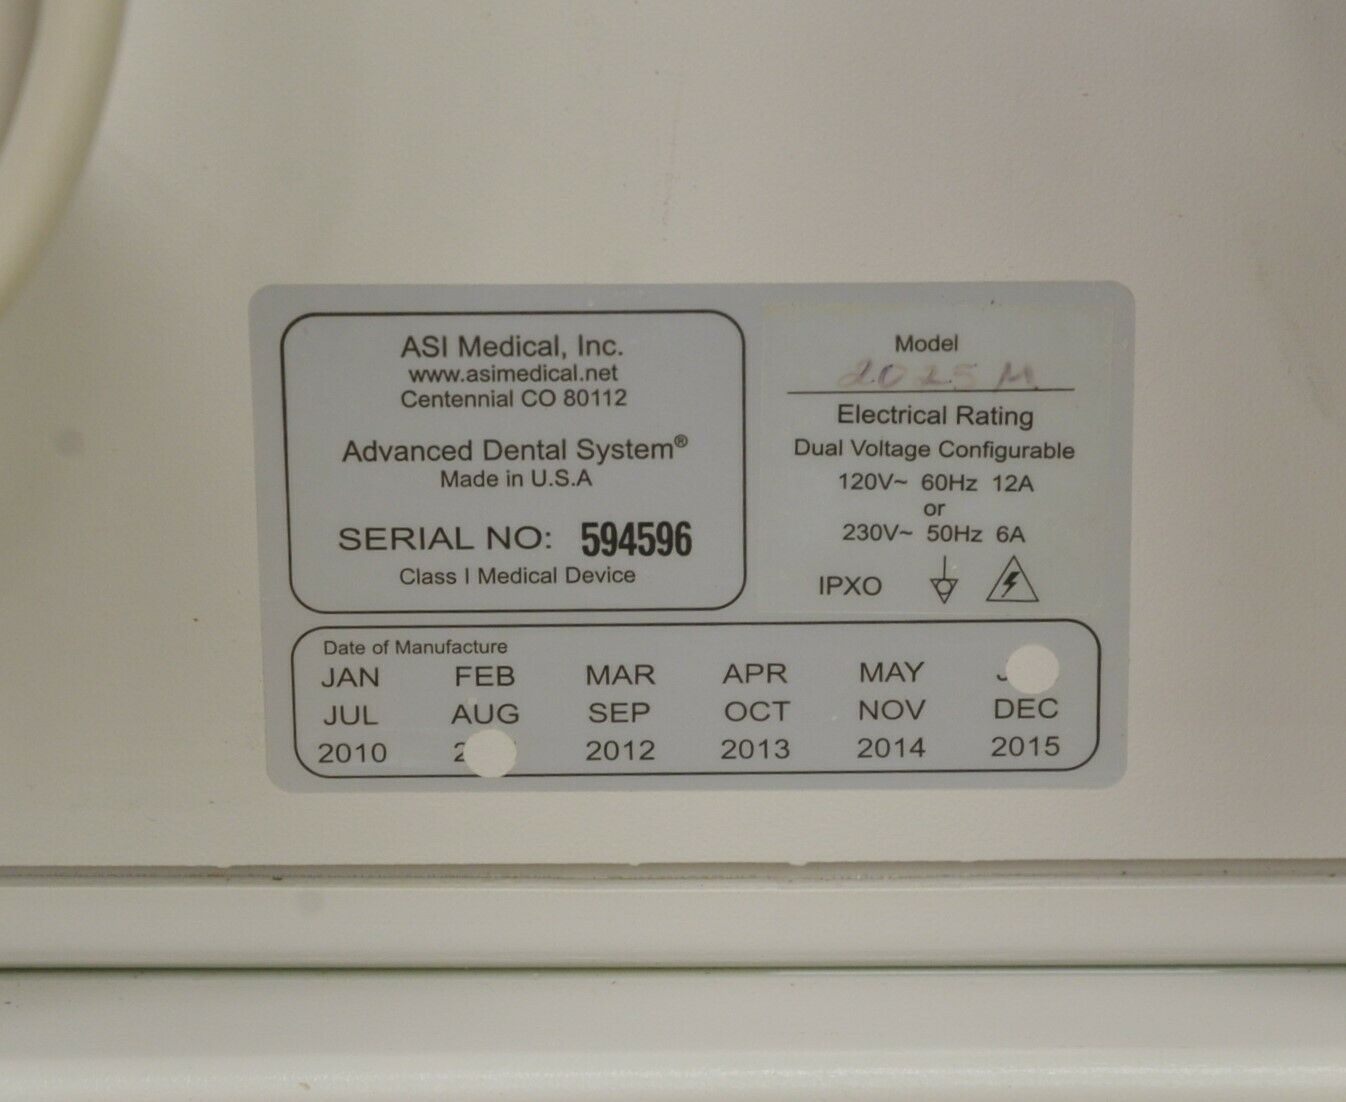 ASI Medical, Inc.
www.asimedical.net
Centennial CO 80112
Advanced Dental System®
Made in U.S.A
SERIAL NO: 594596
Class I Medical Device
Model
2025 M
Electrical Rating
Dual Voltage Configurable
120V~ 60Hz 12A
or
230V~ 50Hz 6A
IPXO
Date of Manufacture
JAN FEB MAR APR MAY
JUL AUG SEP OCT NOV DEC
2010 2012 2013 2014 2015